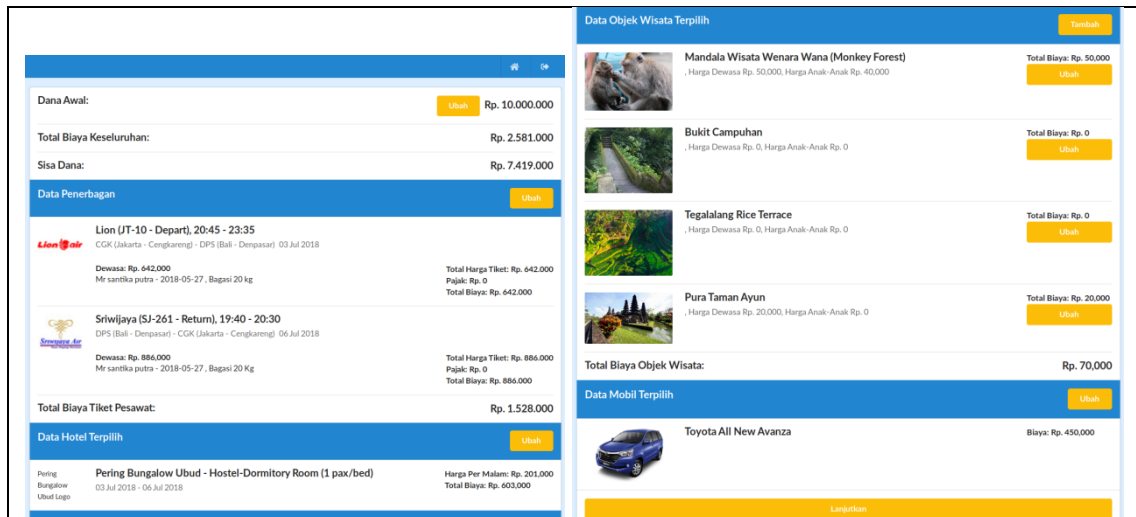 Dana Awal: Ubah Rp. 10.000.000
Total Biaya Keseluruhan: Rp. 2.581.000
Sisa Dana: Rp. 7.419.000
Data Penerbagan Ubah
Lion air
Lion (JT-10 - Depart), 20:45 - 23:35
CGK (Jakarta - Cengkareng) - DPS (Bali - Denpasar) 03 Jul 2018
Dewasa: Rp. 642,000
Mr santika putra - 2018-05-27 , Bagasi 20 kg
Total Harga Tiket: Rp. 642.000
Pajak: Rp. 0
Total Biaya: Rp. 642.000
Sriwijaya Air
Sriwijaya (SJ-261 - Return), 19:40 - 20:30
DPS (Bali - Denpasar) - CGK (Jakarta - Cengkareng) 06 Jul 2018
Dewasa: Rp. 886,000
Mr santika putra - 2018-05-27 , Bagasi 20 Kg
Total Harga Tiket: Rp. 886.000
Pajak: Rp. 0
Total Biaya: Rp. 886.000
Total Biaya Tiket Pesawat: Rp. 1.528.000
Data Hotel Terpilih Ubah
Pering
Bungalow
Ubud Logo
Pering Bungalow Ubud - Hostel-Dormitory Room (1 pax/bed)
03 Jul 2018 - 06 Jul 2018
Harga Per Malam: Rp. 201,000
Total Biaya: Rp. 603,000
Data Objek Wisata Terpilih Tambah
Mandala Wisata Wenara Wana (Monkey Forest)
, Harga Dewasa Rp. 50,000, Harga Anak-Anak Rp. 40,000
Total Biaya: Rp. 50,000
Ubah
Bukit Campuhan
, Harga Dewasa Rp. 0, Harga Anak-Anak Rp. 0
Total Biaya: Rp. 0
Ubah
Tegalalang Rice Terrace
, Harga Dewasa Rp. 0, Harga Anak-Anak Rp. 0
Total Biaya: Rp. 0
Ubah
Pura Taman Ayun
, Harga Dewasa Rp. 20,000, Harga Anak-Anak Rp. 0
Total Biaya: Rp. 20,000
Ubah
Total Biaya Objek Wisata: Rp. 70,000
Data Mobil Terpilih Ubah
Toyota All New Avanza
Biaya: Rp. 450,000
Lanjutkan